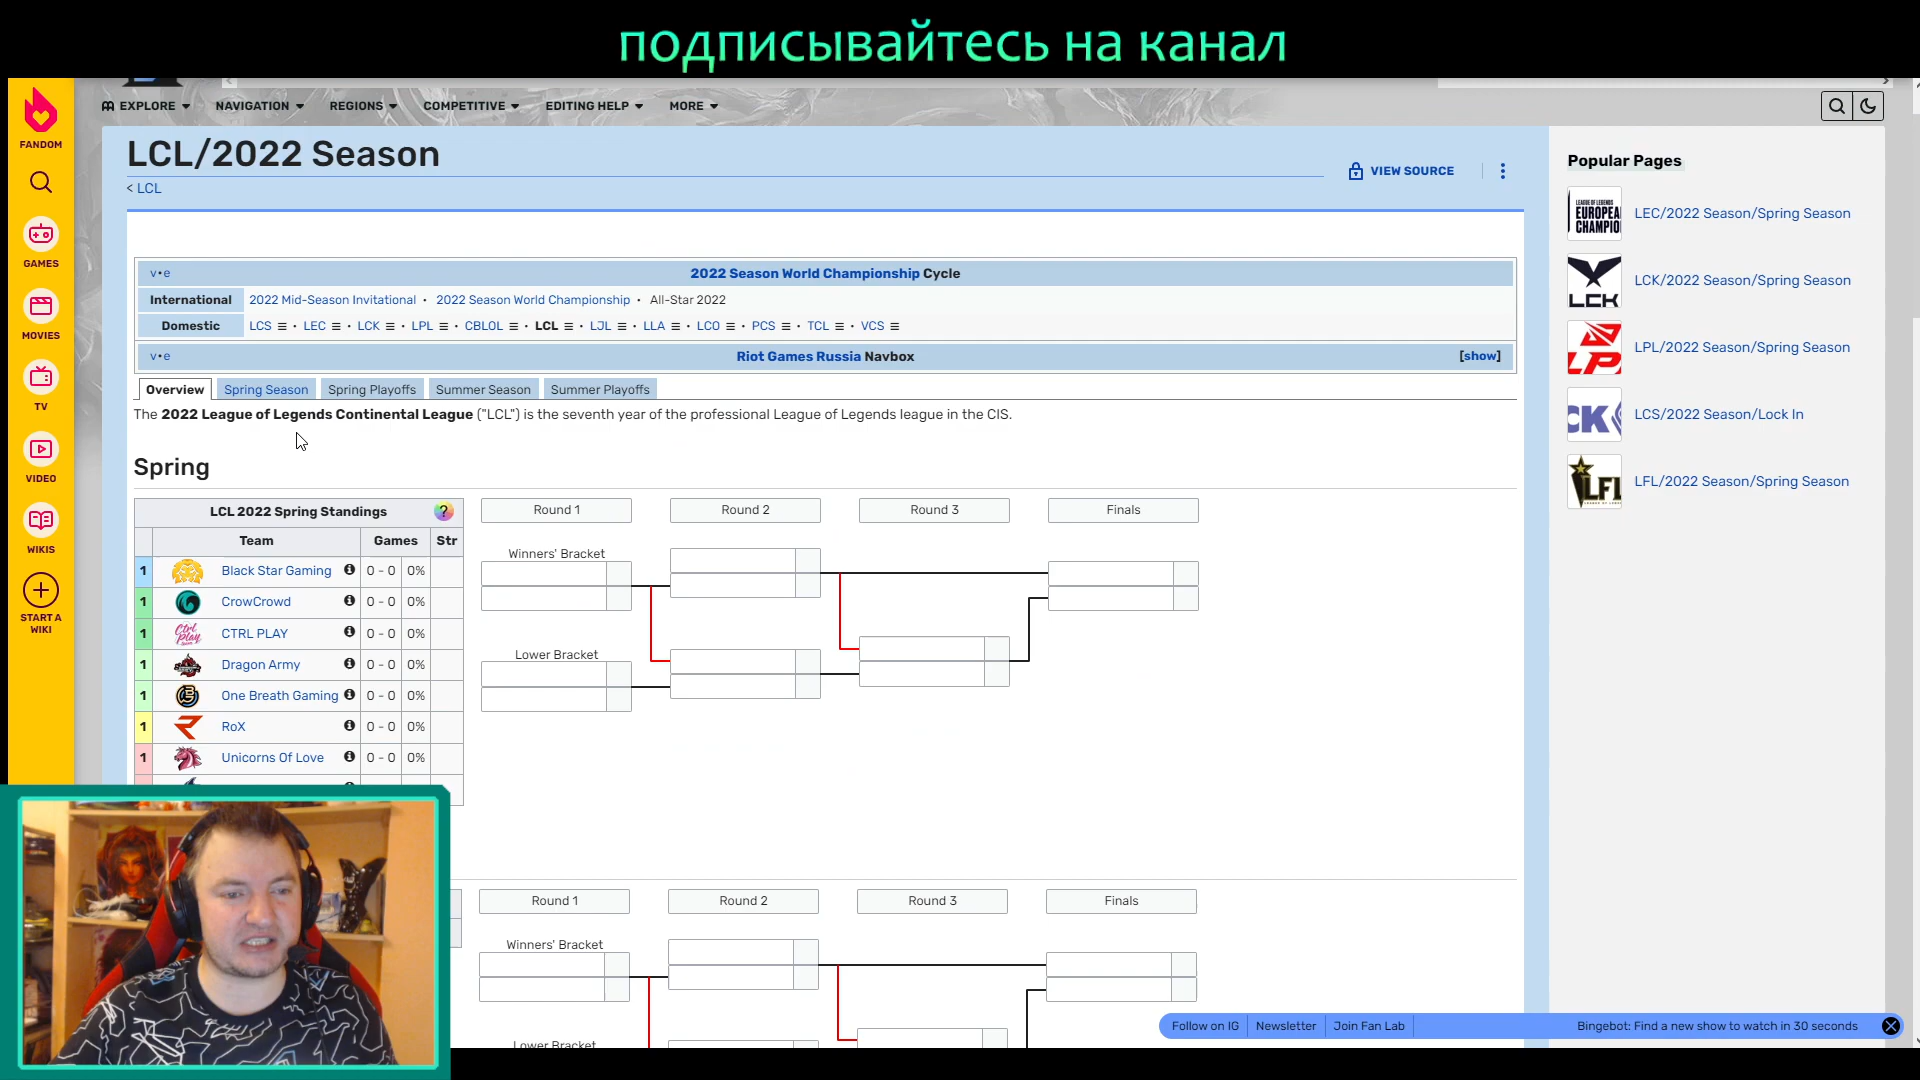 подписывайтесь на канал
EXPLORE NAVIGATION REGIONS COMPETITIVE EDITING HELP MORE
FANDOM
GAMES
MOVIES
TV
VIDEO
WIKIS
START A WIKI
LCL/2022 Season
< LCL
VIEW SOURCE
v•e 2022 Season World Championship Cycle
International 2022 Mid-Season Invitational • 2022 Season World Championship • All-Star 2022
Domestic LCS • LEC • LCK • LPL • CBLOL • LCL • LJL • LLA • LCO • PCS • TCL • VCS
v•e Riot Games Russia Navbox [show]
Overview Spring Season Spring Playoffs Summer Season Summer Playoffs
The 2022 League of Legends Continental League ("LCL") is the seventh year of the professional League of Legends league in the CIS.
Spring
LCL 2022 Spring Standings ?
Team Games Str
1 Black Star Gaming 0 - 0 0%
1 CrowCrowd 0 - 0 0%
1 CTRL PLAY 0 - 0 0%
1 Dragon Army 0 - 0 0%
1 One Breath Gaming 0 - 0 0%
1 RoX 0 - 0 0%
1 Unicorns Of Love 0 - 0 0%
Round 1 Round 2 Round 3 Finals
Winners' Bracket
Lower Bracket
Round 1 Round 2 Round 3 Finals
Winners' Bracket
Lower Bracket
Popular Pages
LEAGUE OF LEGENDS
EUROPEA
CHAMPIO
LEC/2022 Season/Spring Season
LCK
LCK/2022 Season/Spring Season
LP
LPL/2022 Season/Spring Season
CK
LCS/2022 Season/Lock In
LFL
LFL/2022 Season/Spring Season
Follow on IG Newsletter Join Fan Lab Bingebot: Find a new show to watch in 30 seconds